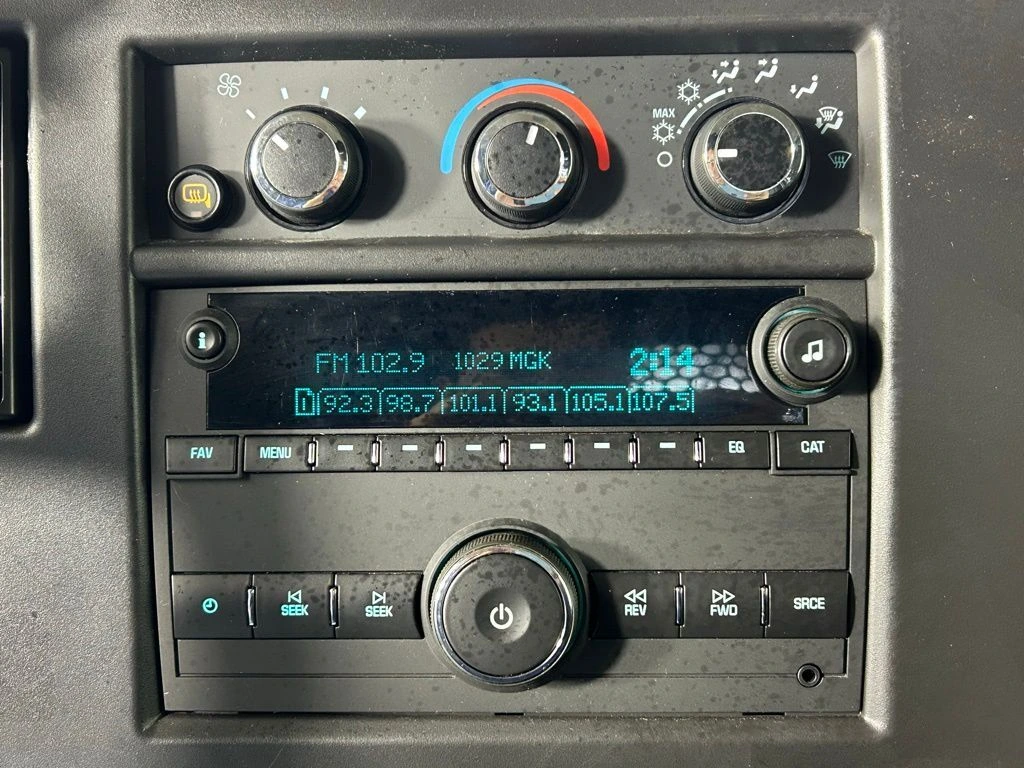 MAX
i
FM 102.9 1029 MGK 2:14
1 92.3 98.7 101.1 93.1 105.1 107.5
FAV MENU EQ CAT
SEEK SEEK REV FWD SRCE